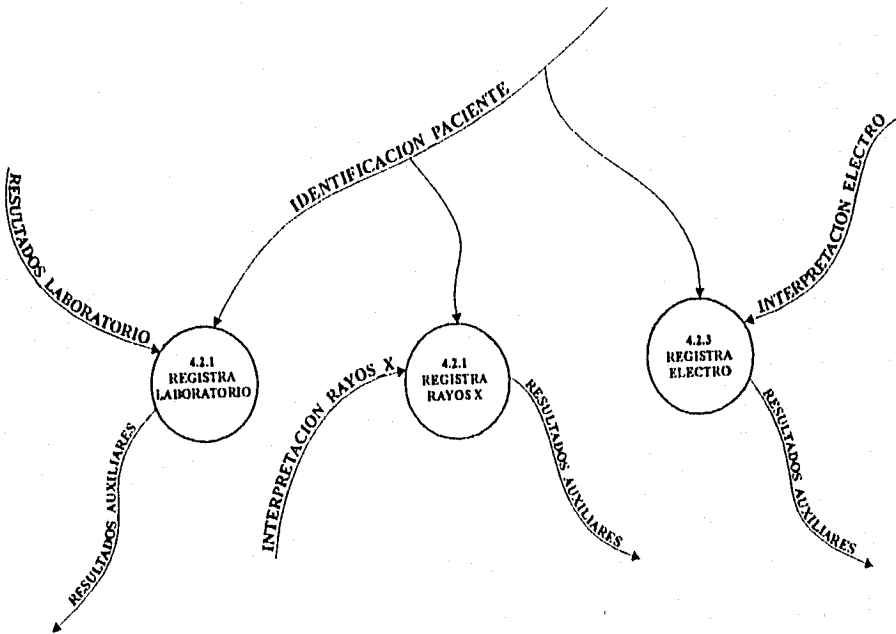 IDENTIFICACION PACIENTE
RESULTADOS LABORATORIO
INTERPRETACION ELECTRO
4.2.1
REGISTRA
LABORATORIO
INTERPRETACION RAYOS X
4.2.1
REGISTRA
RAYOS X
4.2.3
REGISTRA
ELECTRO
RESULTADOS AUXILIARES
RESULTADOS AUXILIARES
RESULTADOS AUXILIARES